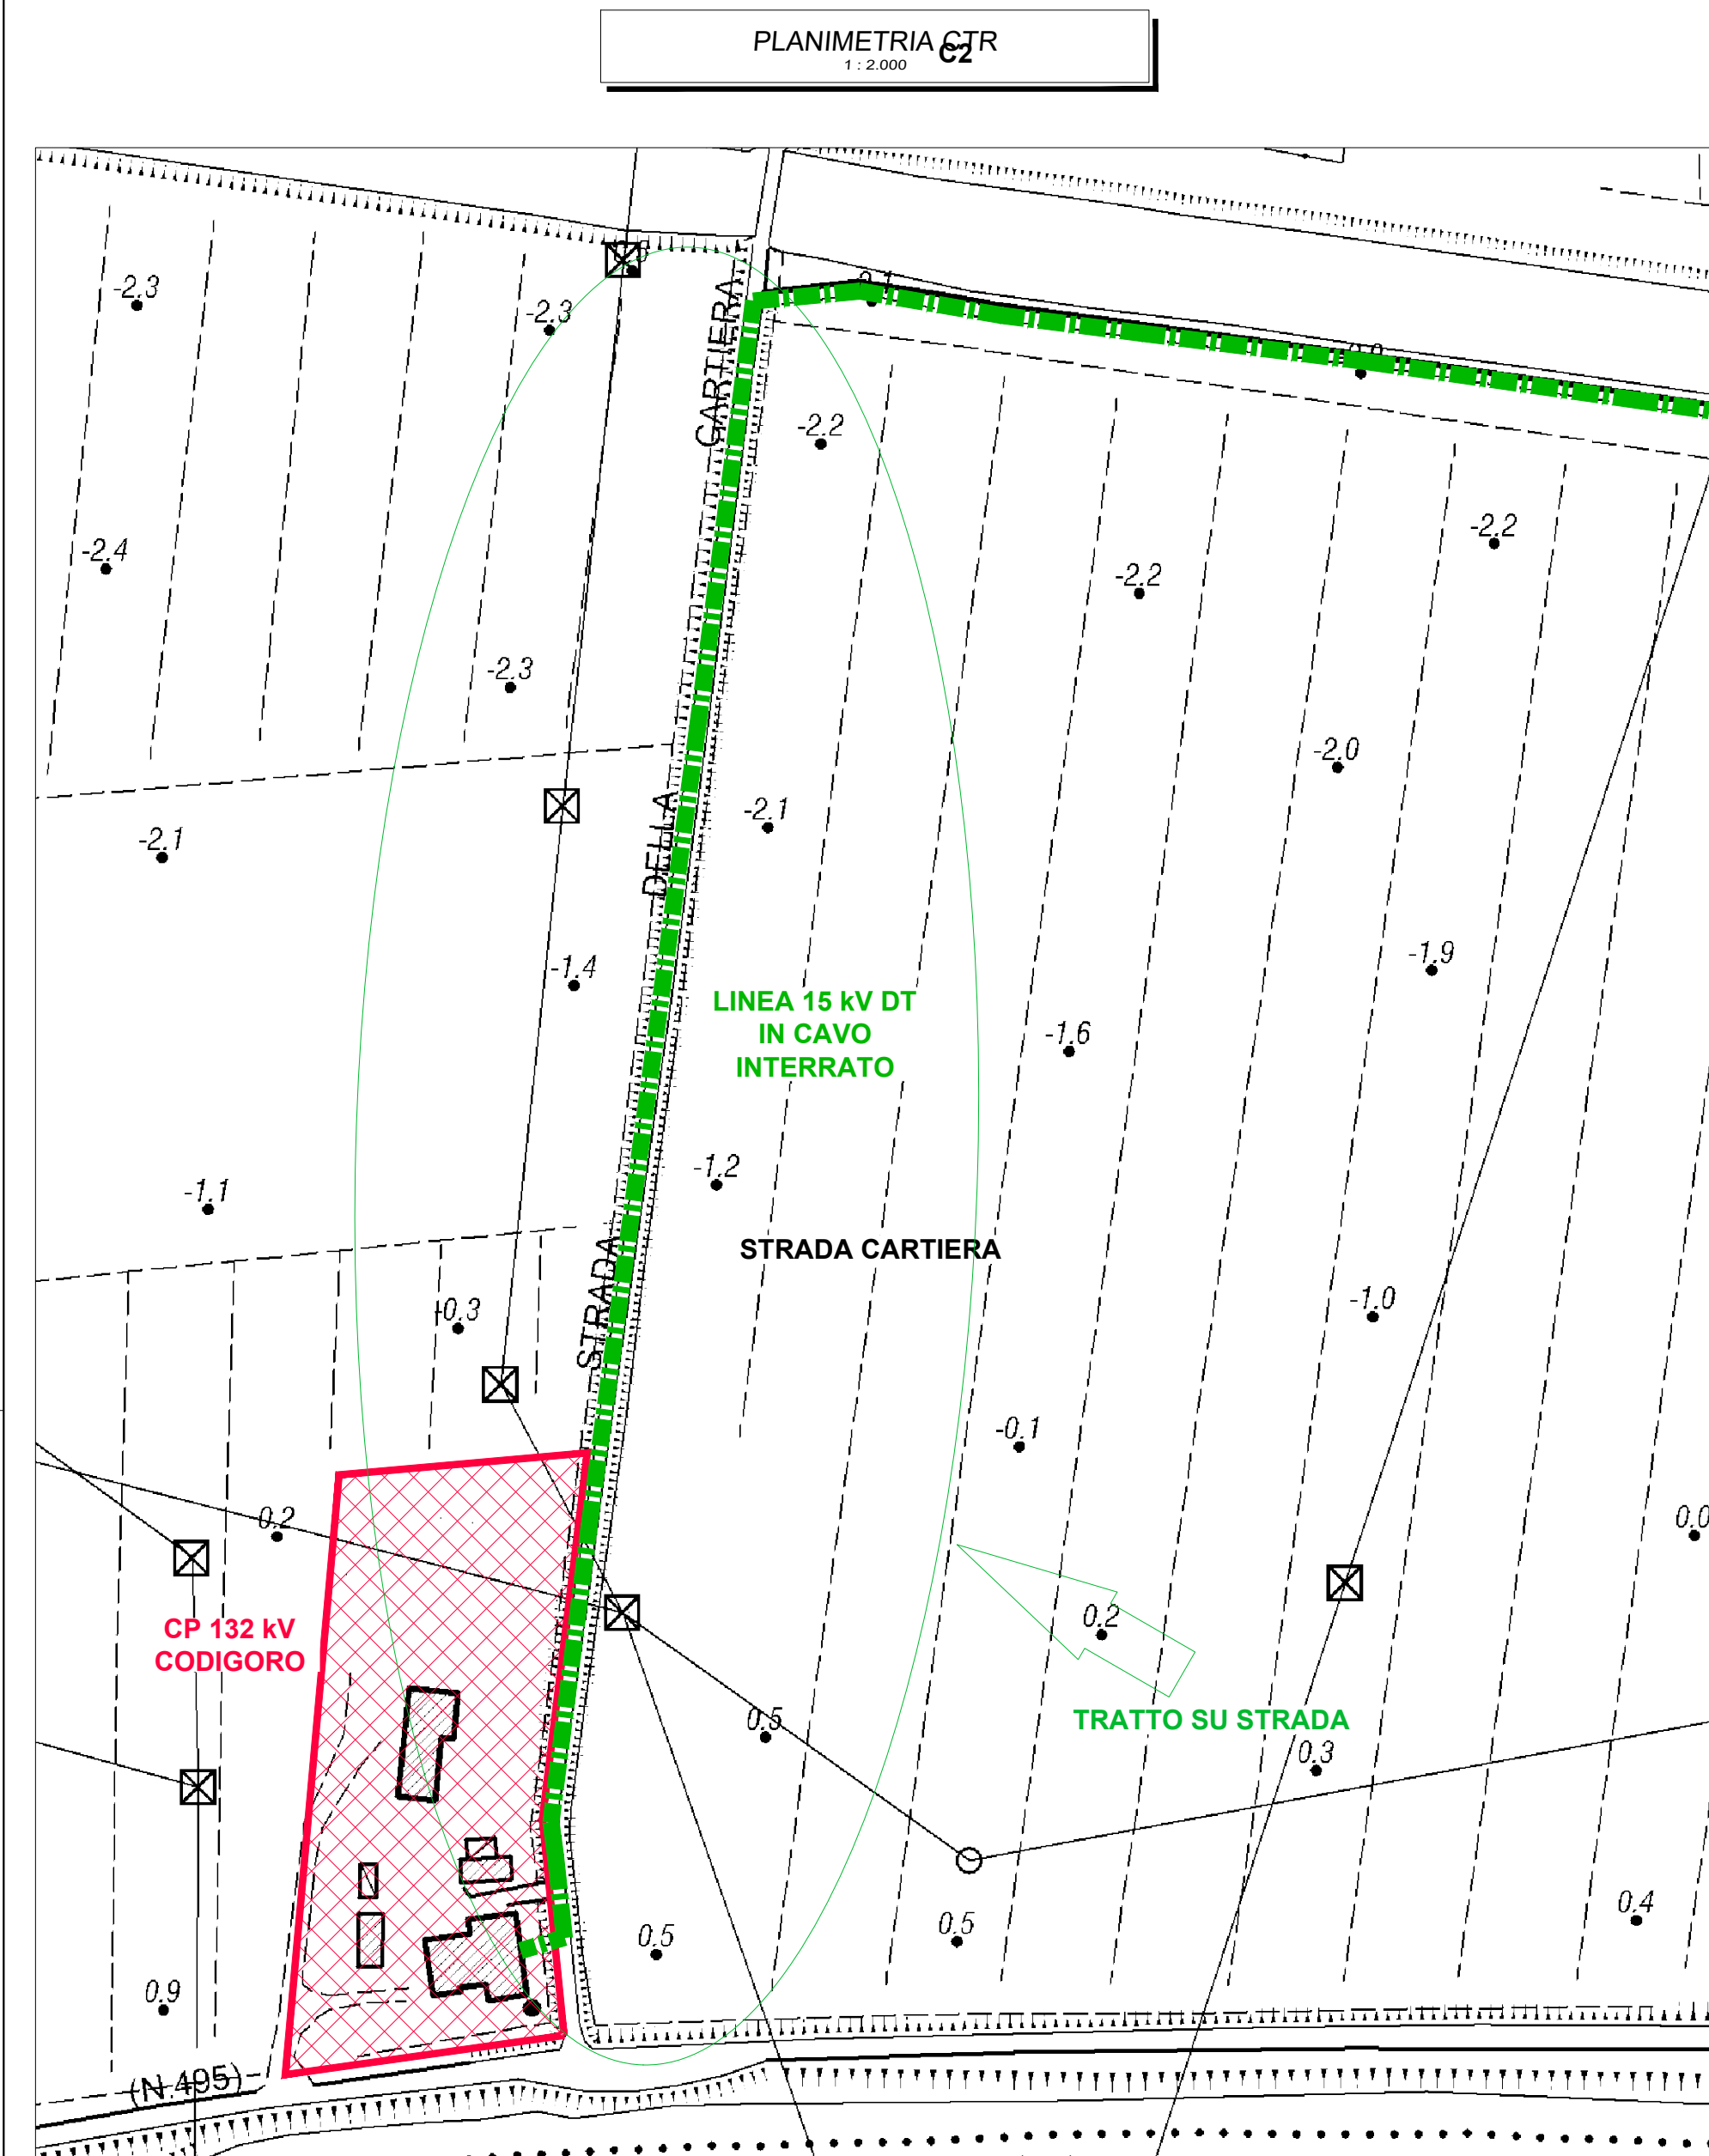 PLANIMETRIA CTR
C2
1 : 2.000
-2.3
-2.3
-2.2
-2.4
-2.2
-2.2
-2.3
CARTIERA
-2.0
-2.1
-2.1
DELLA
-1.4
-1.9
LINEA 15 kV DT
IN CAVO
INTERRATO
-1.6
-1.2
-1.1
STRADA CARTIERA
STRADA
-0.3
-1.0
-0.1
0.2
0.0
CP 132 kV
CODIGORO
0.2
TRATTO SU STRADA
0.5
0.3
0.5
0.5
0.4
0.9
(N.495)